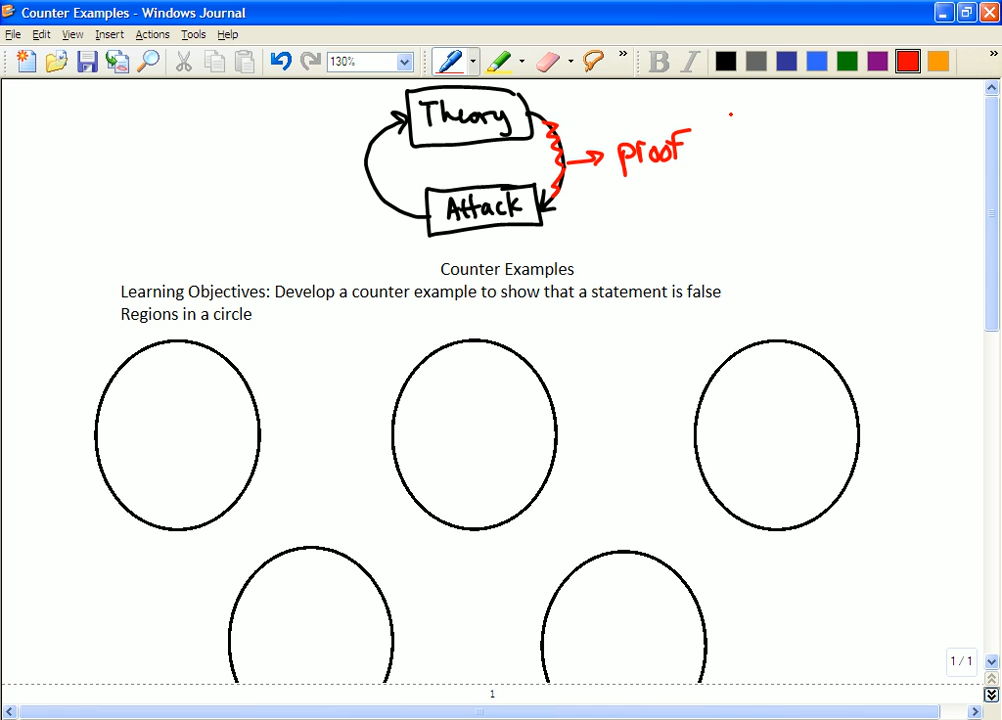 Counter Examples - Windows Journal
File Edit View Insert Actions Tools Help
130% » B I »
Theory
proof
Attack
Counter Examples
Learning Objectives: Develop a counter example to show that a statement is false
Regions in a circle
1 / 1
1